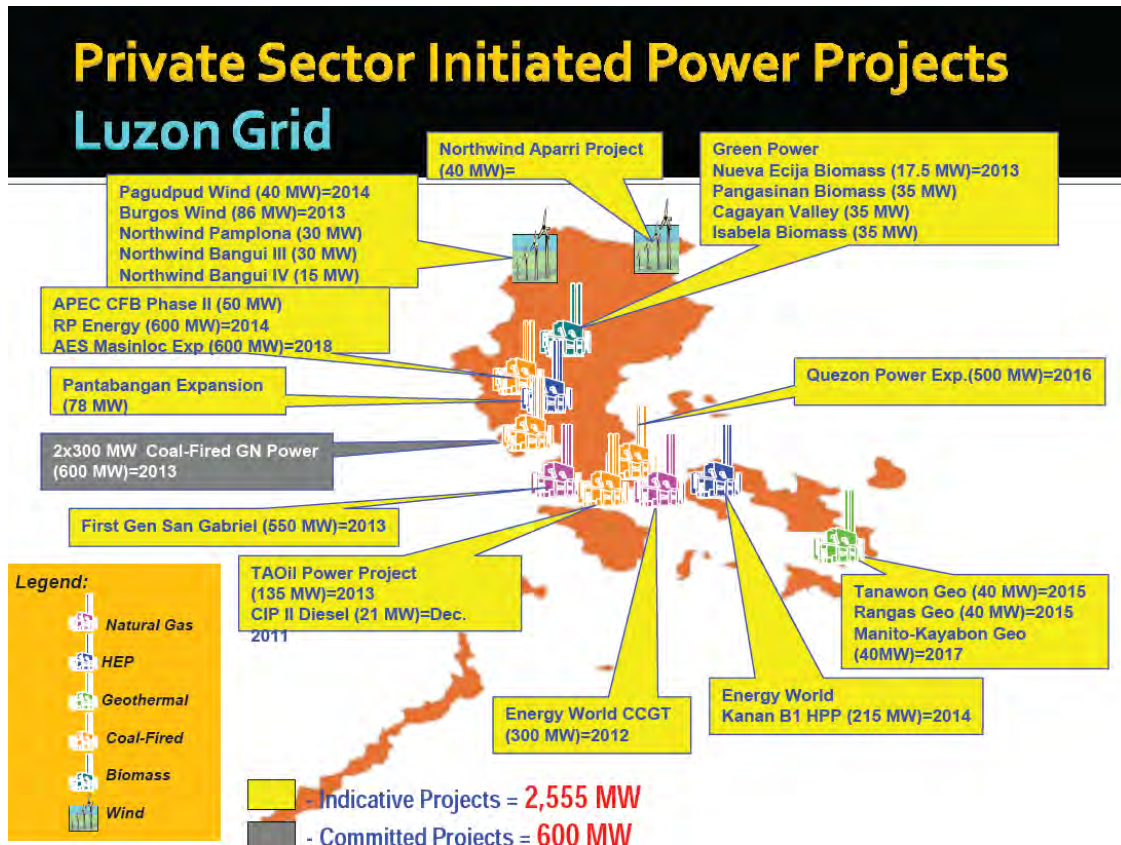 Private Sector Initiated Power Projects
Luzon Grid
Northwind Aparri Project
(40 MW)=
Green Power
Nueva Ecija Biomass (17.5 MW)=2013
Pangasinan Biomass (35 MW)
Cagayan Valley (35 MW)
Isabela Biomass (35 MW)
Pagudpud Wind (40 MW)=2014
Burgos Wind (86 MW)=2013
Northwind Pamplona (30 MW)
Northwind Bangui III (30 MW)
Northwind Bangui IV (15 MW)
APEC CFB Phase II (50 MW)
RP Energy (600 MW)=2014
AES Masinloc Exp (600 MW)=2018
Pantabangan Expansion
(78 MW)
Quezon Power Exp.(500 MW)=2016
2x300 MW Coal-Fired GN Power
(600 MW)=2013
First Gen San Gabriel (550 MW)=2013
TAOil Power Project
(135 MW)=2013
CIP II Diesel (21 MW)=Dec.
2011
Tanawon Geo (40 MW)=2015
Rangas Geo (40 MW)=2015
Manito-Kayabon Geo
(40MW)=2017
Energy World CCGT
(300 MW)=2012
Energy World
Kanan B1 HPP (215 MW)=2014
Legend:
Natural Gas
HEP
Geothermal
Coal-Fired
Biomass
Wind
- Indicative Projects = 2,555 MW
- Committed Projects = 600 MW